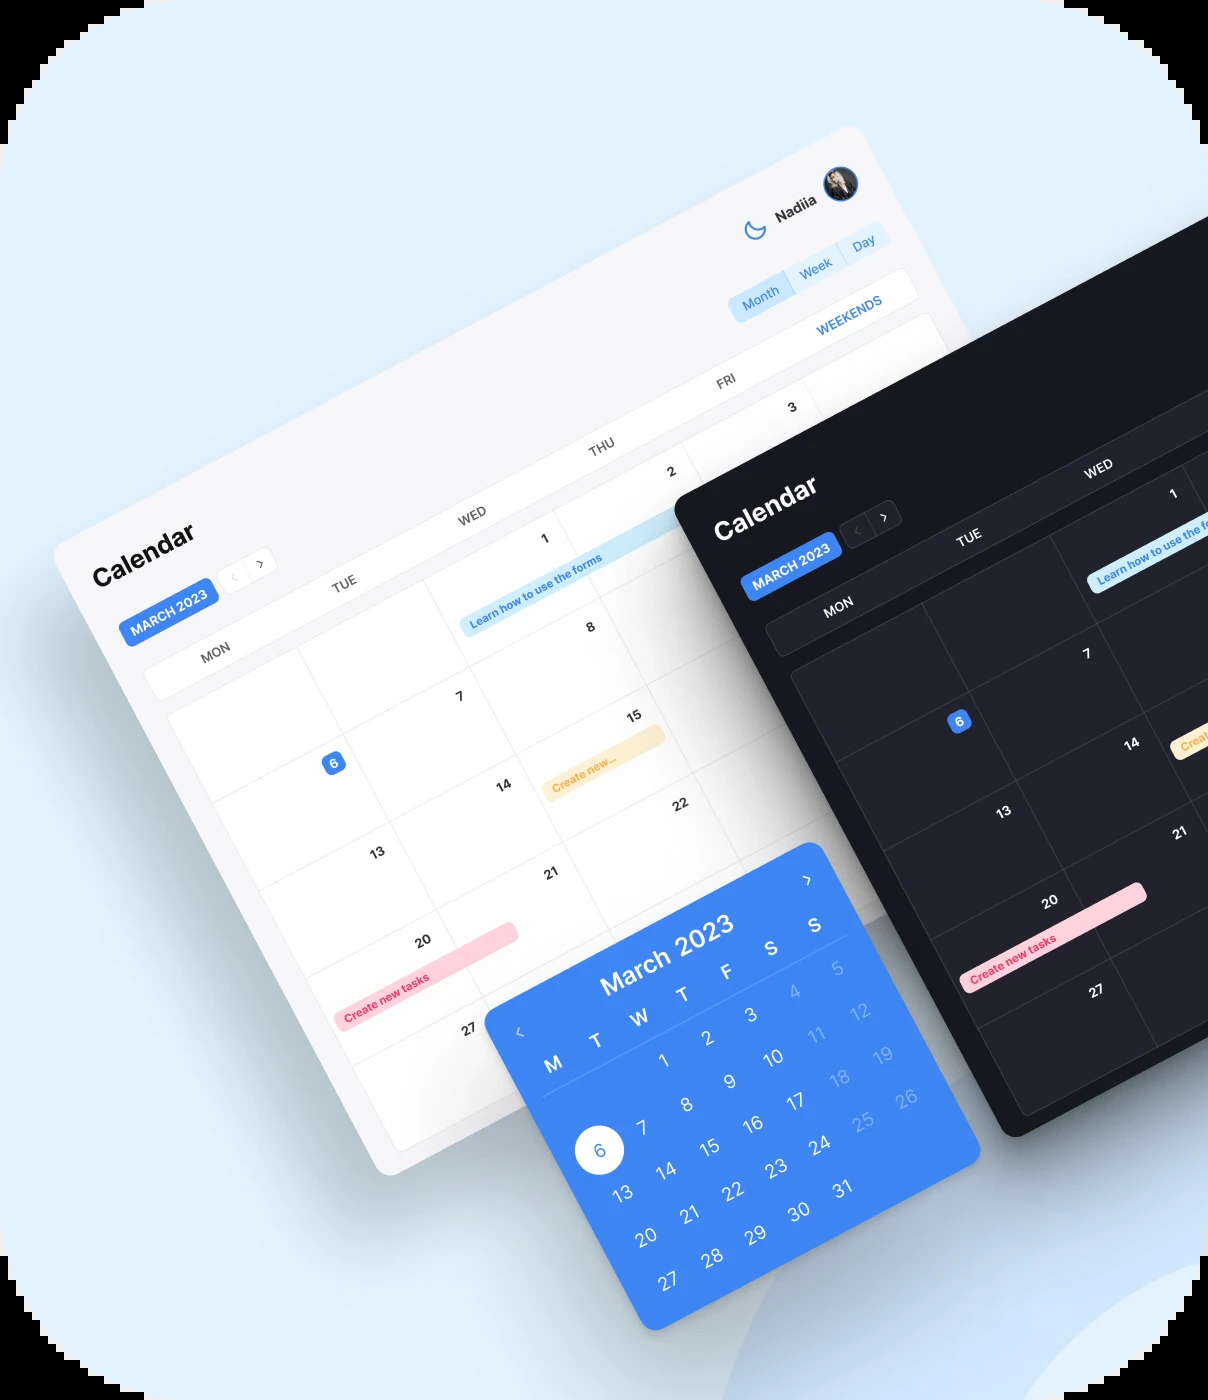 Nadiia
Month Week Day
Calendar
MARCH 2023 < >
MON TUE WED THU FRI WEEKENDS
1 2 3
Learn how to use the forms
6 7 8
13 14 15
Create new...
20 21 22
Create new tasks
27
Calendar
MARCH 2023 < >
MON TUE WED
1
Learn how to use the fo
6 7
13 14
Creat
20 21
Create new tasks
27
< March 2023 >
M T W T F S S
1 2 3 4 5
6 7 8 9 10 11 12
13 14 15 16 17 18 19
20 21 22 23 24 25 26
27 28 29 30 31